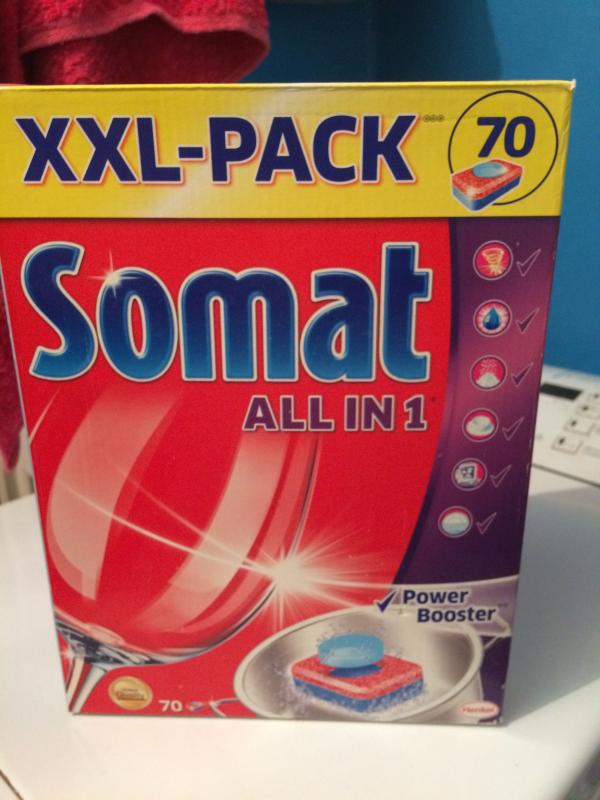 XXL-PACK
70
Somat
ALL IN 1
Power
Booster
70
Henkel